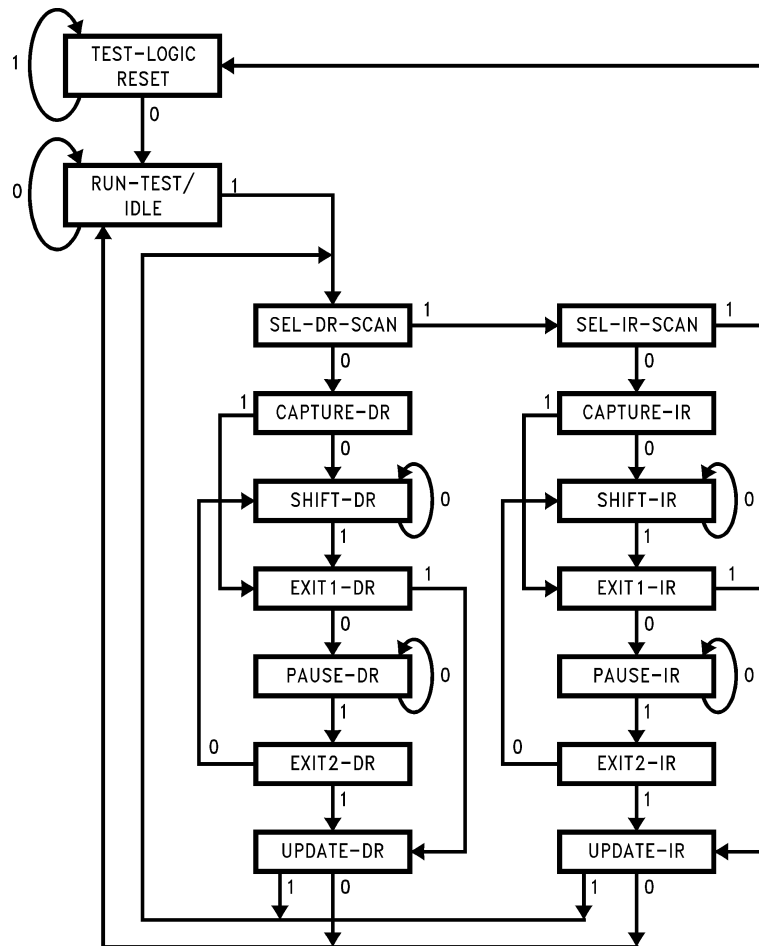 TEST-LOGIC
RESET
1
0
RUN-TEST/
IDLE
0
1
SEL-DR-SCAN
1
SEL-IR-SCAN
1
0
0
1
CAPTURE-DR
1
CAPTURE-IR
0
0
SHIFT-DR
0
SHIFT-IR
0
1
1
EXIT1-DR
1
EXIT1-IR
1
0
0
PAUSE-DR
0
PAUSE-IR
0
1
1
0
EXIT2-DR
0
EXIT2-IR
1
1
UPDATE-DR
UPDATE-IR
1
0
1
0